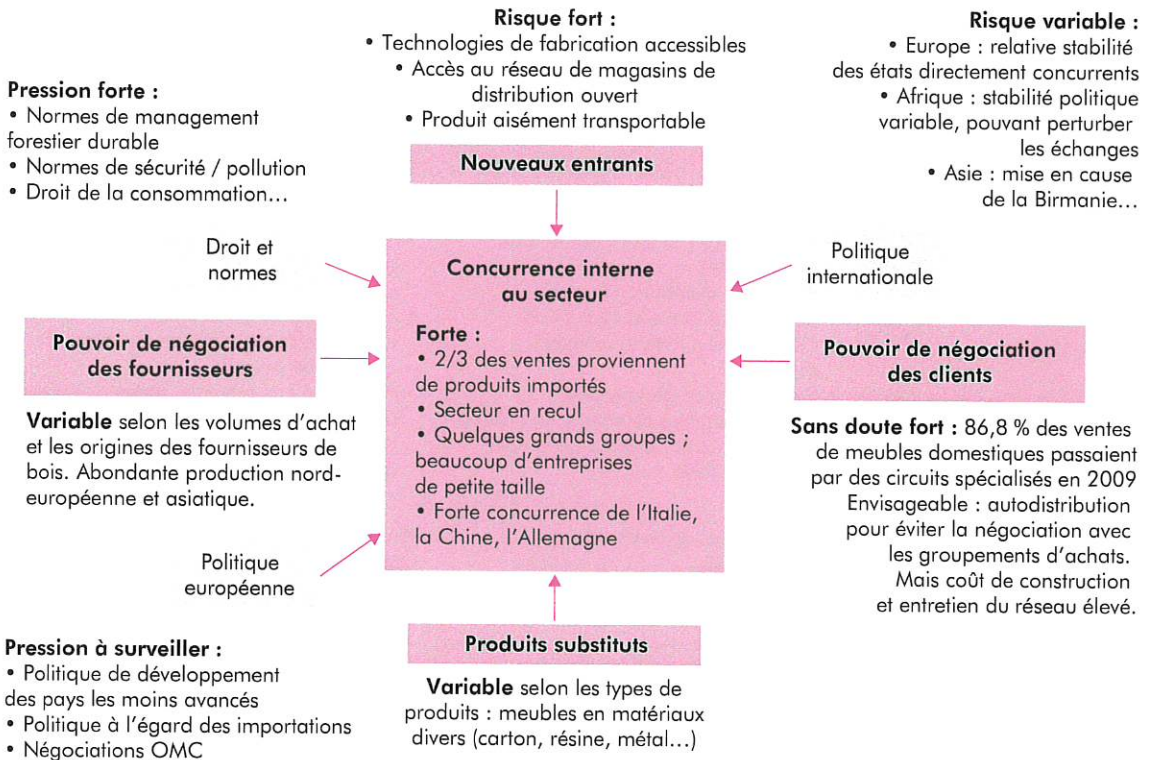 Risque fort :
• Technologies de fabrication accessibles
• Accès au réseau de magasins de
distribution ouvert
• Produit aisément transportable
Nouveaux entrants
Risque variable :
• Europe : relative stabilité
des états directement concurrents
• Afrique : stabilité politique
variable, pouvant perturber
les échanges
• Asie : mise en cause
de la Birmanie...
Pression forte :
• Normes de management
forestier durable
• Normes de sécurité / pollution
• Droit de la consommation...
Droit et
normes
Politique
internationale
Concurrence interne
au secteur
Forte :
• 2/3 des ventes proviennent
de produits importés
• Secteur en recul
• Quelques grands groupes ;
beaucoup d'entreprises
de petite taille
• Forte concurrence de l'Italie,
la Chine, l'Allemagne
Pouvoir de négociation
des fournisseurs
Variable selon les volumes d'achat
et les origines des fournisseurs de
bois. Abondante production nord-
européenne et asiatique.
Pouvoir de négociation
des clients
Sans doute fort : 86,8 % des ventes
de meubles domestiques passaient
par des circuits spécialisés en 2009
Envisageable : autodistribution
pour éviter la négociation avec
les groupements d'achats.
Mais coût de construction
et entretien du réseau élevé.
Politique
européenne
Pression à surveiller :
• Politique de développement
des pays les moins avancés
• Politique à l'égard des importations
• Négociations OMC
Produits substituts
Variable selon les types de
produits : meubles en matériaux
divers (carton, résine, métal...)